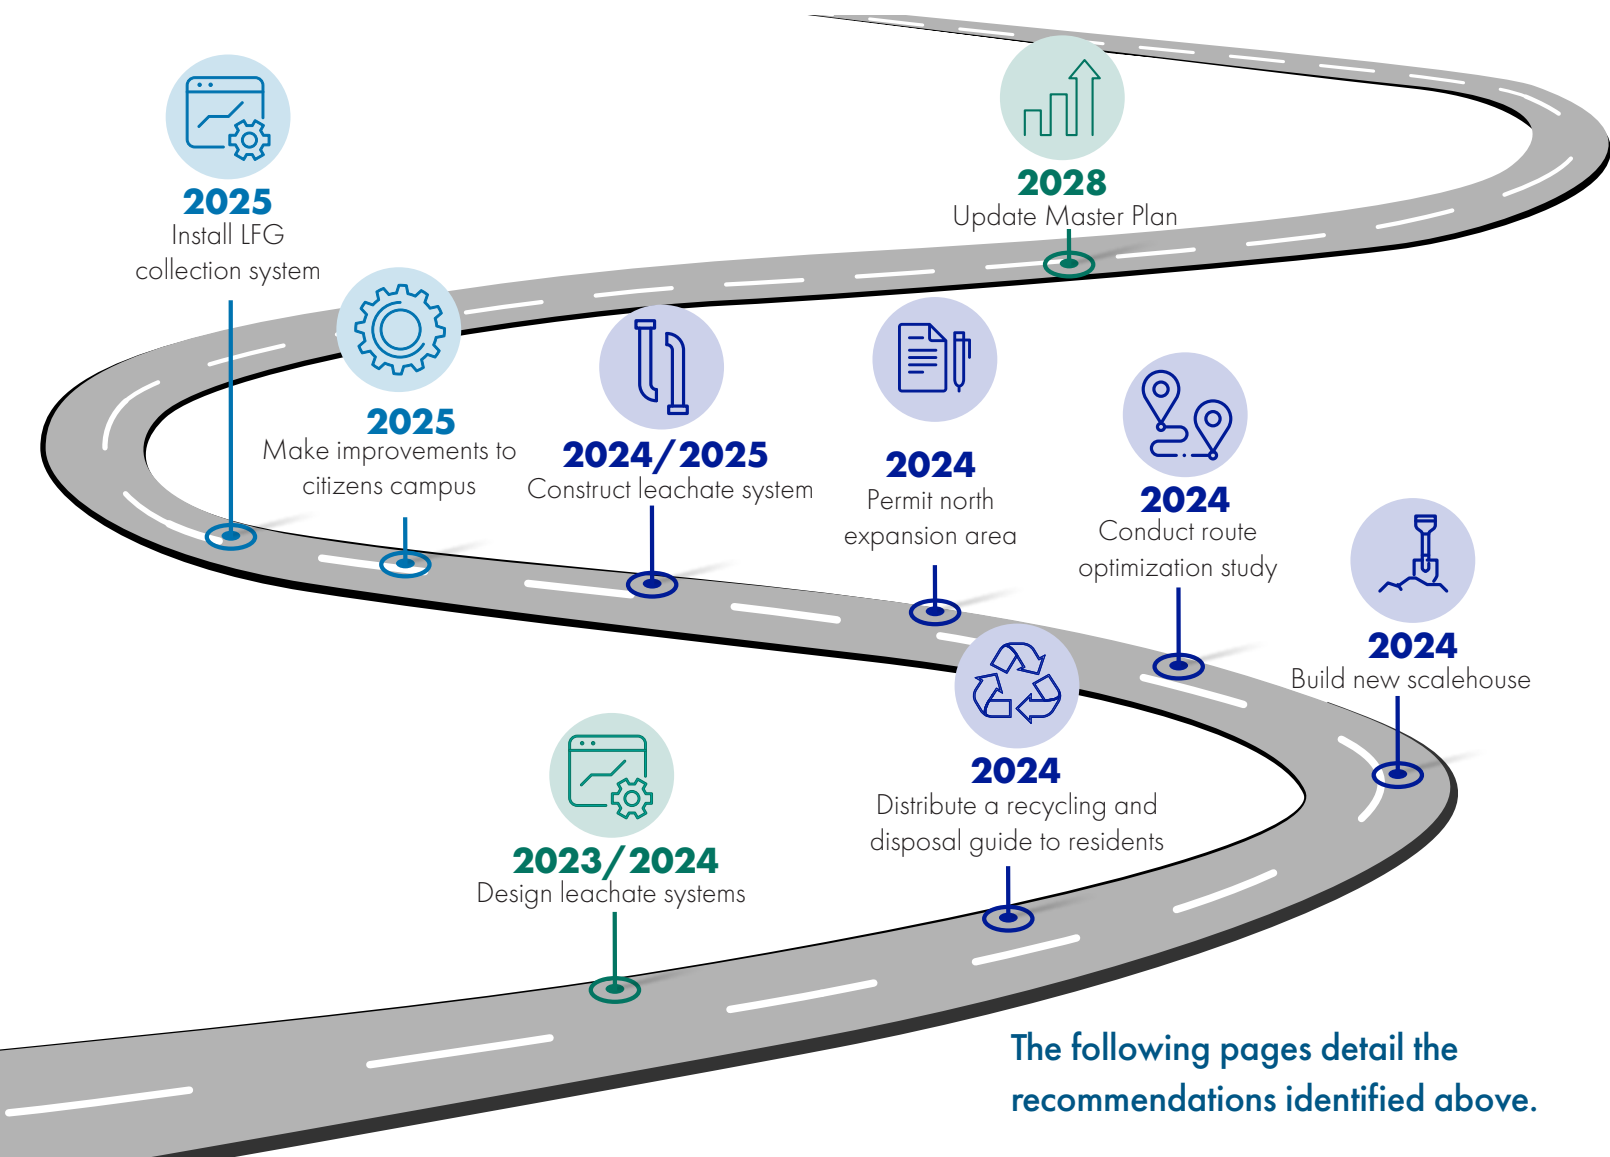 2025
Install LFG
collection system
2028
Update Master Plan
2025
Make improvements to
citizens campus
2024/2025
Construct leachate system
2024
Permit north
expansion area
2024
Conduct route
optimization study
2024
Build new scalehouse
2024
Distribute a recycling and
disposal guide to residents
2023/2024
Design leachate systems
The following pages detail the
recommendations identified above.